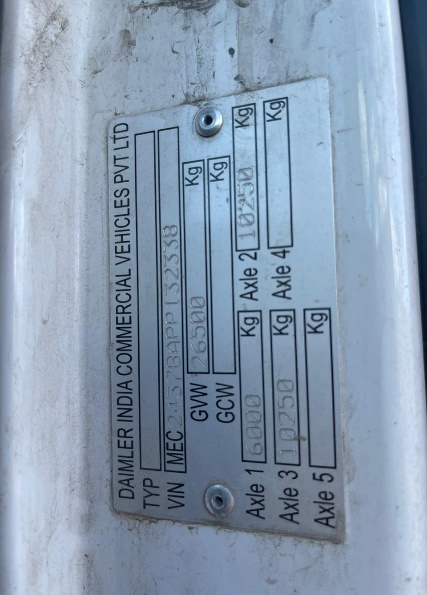 DAIMLER INDIA COMMERCIAL VEHICLES PVT LTD
TYP
VIN MEC2437BAPP132338
GVW 26500 Kg
GCW Kg
Axle 1 6000 Kg Axle 2 10250 Kg
Axle 3 10250 Kg Axle 4 Kg
Axle 5 Kg